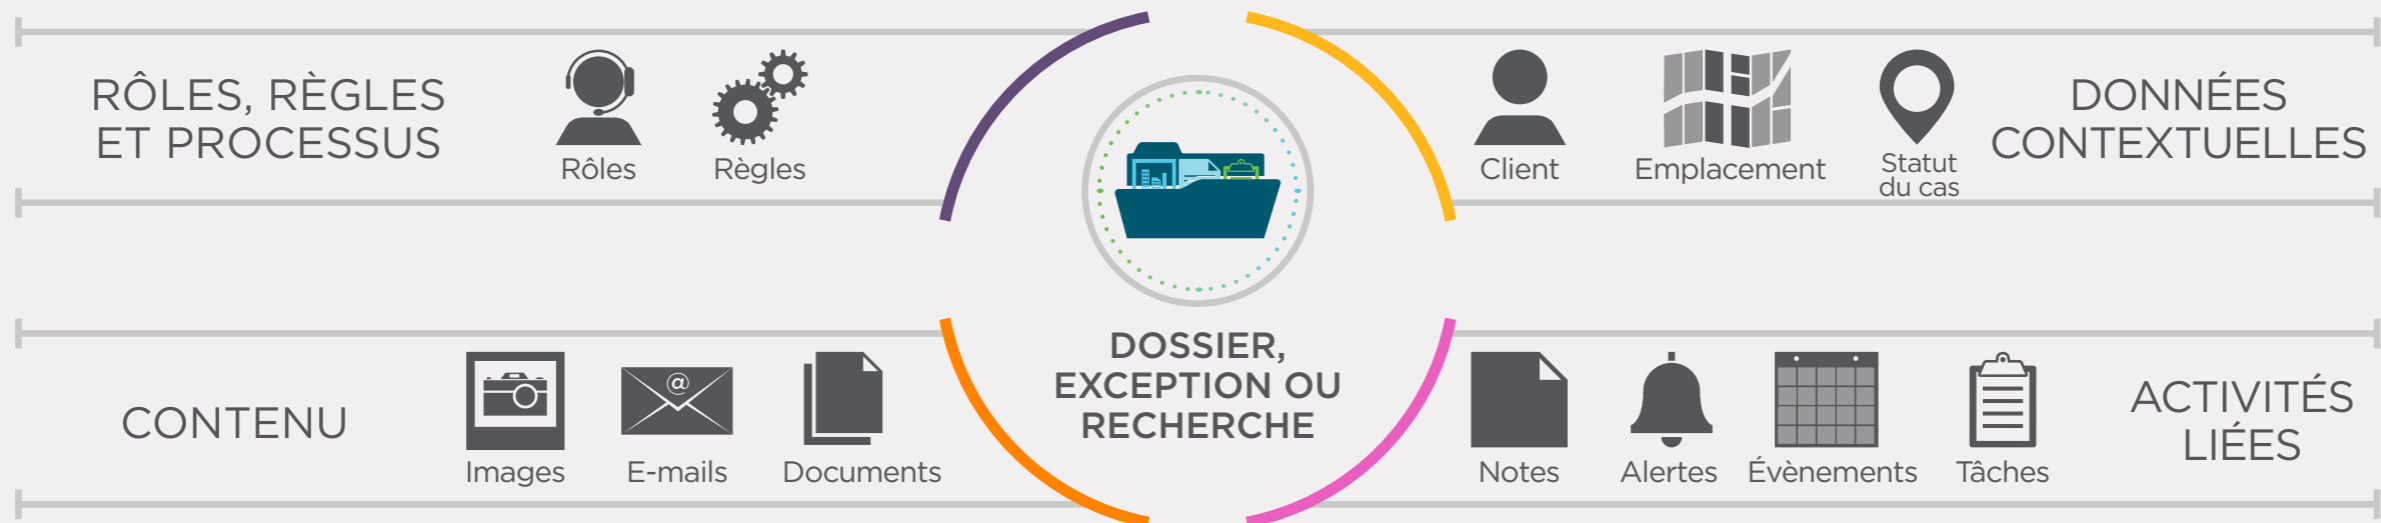 RÔLES, RÈGLES
ET PROCESSUS
Rôles
Règles
Client
Emplacement
Statut
du cas
DONNÉES
CONTEXTUELLES
DOSSIER,
EXCEPTION OU
RECHERCHE
CONTENU
@
Images
E-mails
Documents
Notes
Alertes
Évènements
Tâches
ACTIVITÉS
LIÉES